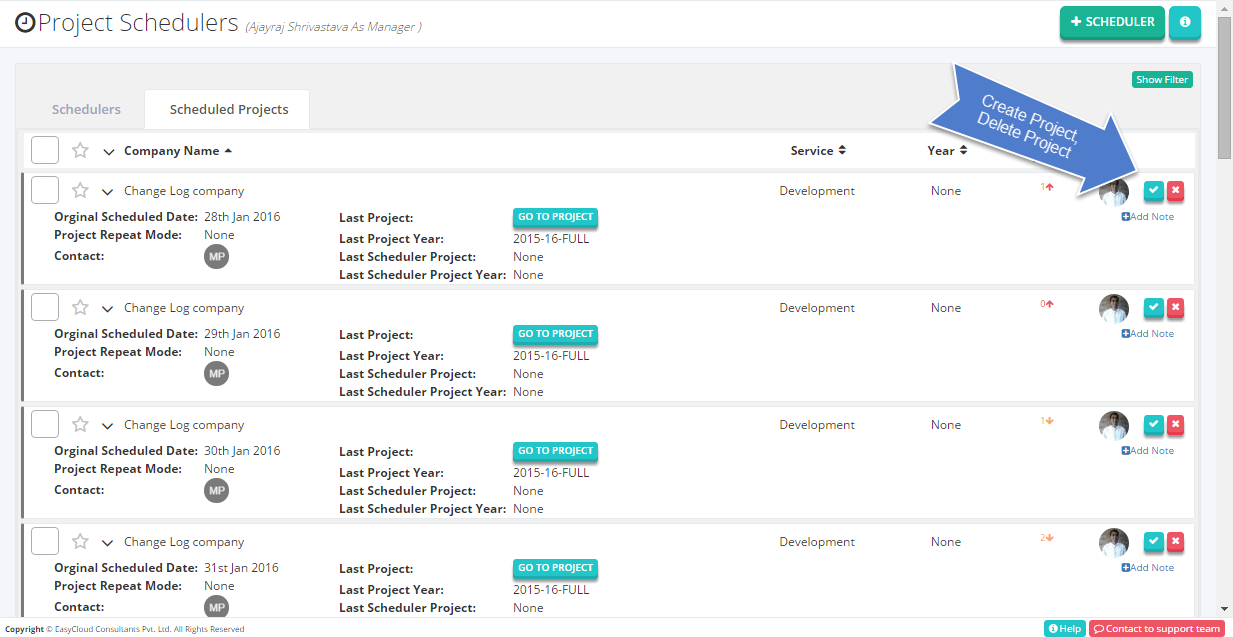 Project Schedulers (Ajayraj Shrivastava As Manager )
SCHEDULER
Show Filter
Schedulers Scheduled Projects
Create Project,
Delete Project
Company Name Service Year
Change Log company Development None 1
Orginal Scheduled Date: 28th Jan 2016 Last Project: GO TO PROJECT Add Note
Project Repeat Mode: None Last Project Year: 2015-16-FULL
Contact: MP Last Scheduler Project: None
Last Scheduler Project Year: None
Change Log company Development None 0
Orginal Scheduled Date: 29th Jan 2016 Last Project: GO TO PROJECT Add Note
Project Repeat Mode: None Last Project Year: 2015-16-FULL
Contact: MP Last Scheduler Project: None
Last Scheduler Project Year: None
Change Log company Development None 1
Orginal Scheduled Date: 30th Jan 2016 Last Project: GO TO PROJECT Add Note
Project Repeat Mode: None Last Project Year: 2015-16-FULL
Contact: MP Last Scheduler Project: None
Last Scheduler Project Year: None
Change Log company Development None 2
Orginal Scheduled Date: 31st Jan 2016 Last Project: GO TO PROJECT Add Note
Project Repeat Mode: None Last Project Year: 2015-16-FULL
Contact: MP Last Scheduler Project: None
Copyright © EasyCloud Consultants Pvt. Ltd. All Rights Reserved Help Contact to support team